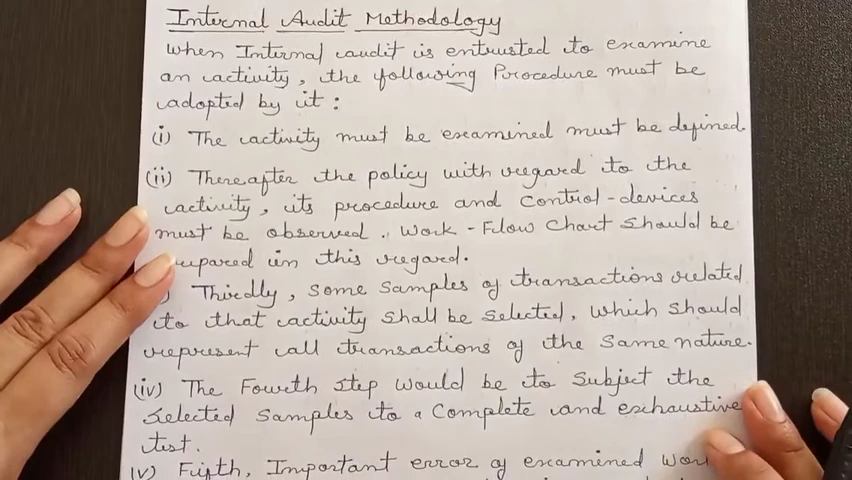 Internal Audit Methodology
When Internal audit is entrusted to examine
an activity, the following Procedure must be
adopted by it :
(i) The activity must be examined must be defined.
(ii) Thereafter the policy with regard to the
activity, its procedure and Control-devices
must be observed. Work-Flow Chart Should be
in this regard.
Thirdly, Some Samples of transactions related
to that activity Shall be Selected, Which Should
represent all transactions of the Same nature.
(iv) The Fourth Step would be to Subject the
Selected Samples to a Complete and exhaustive
test.
(v) Fifth, Important error of examined